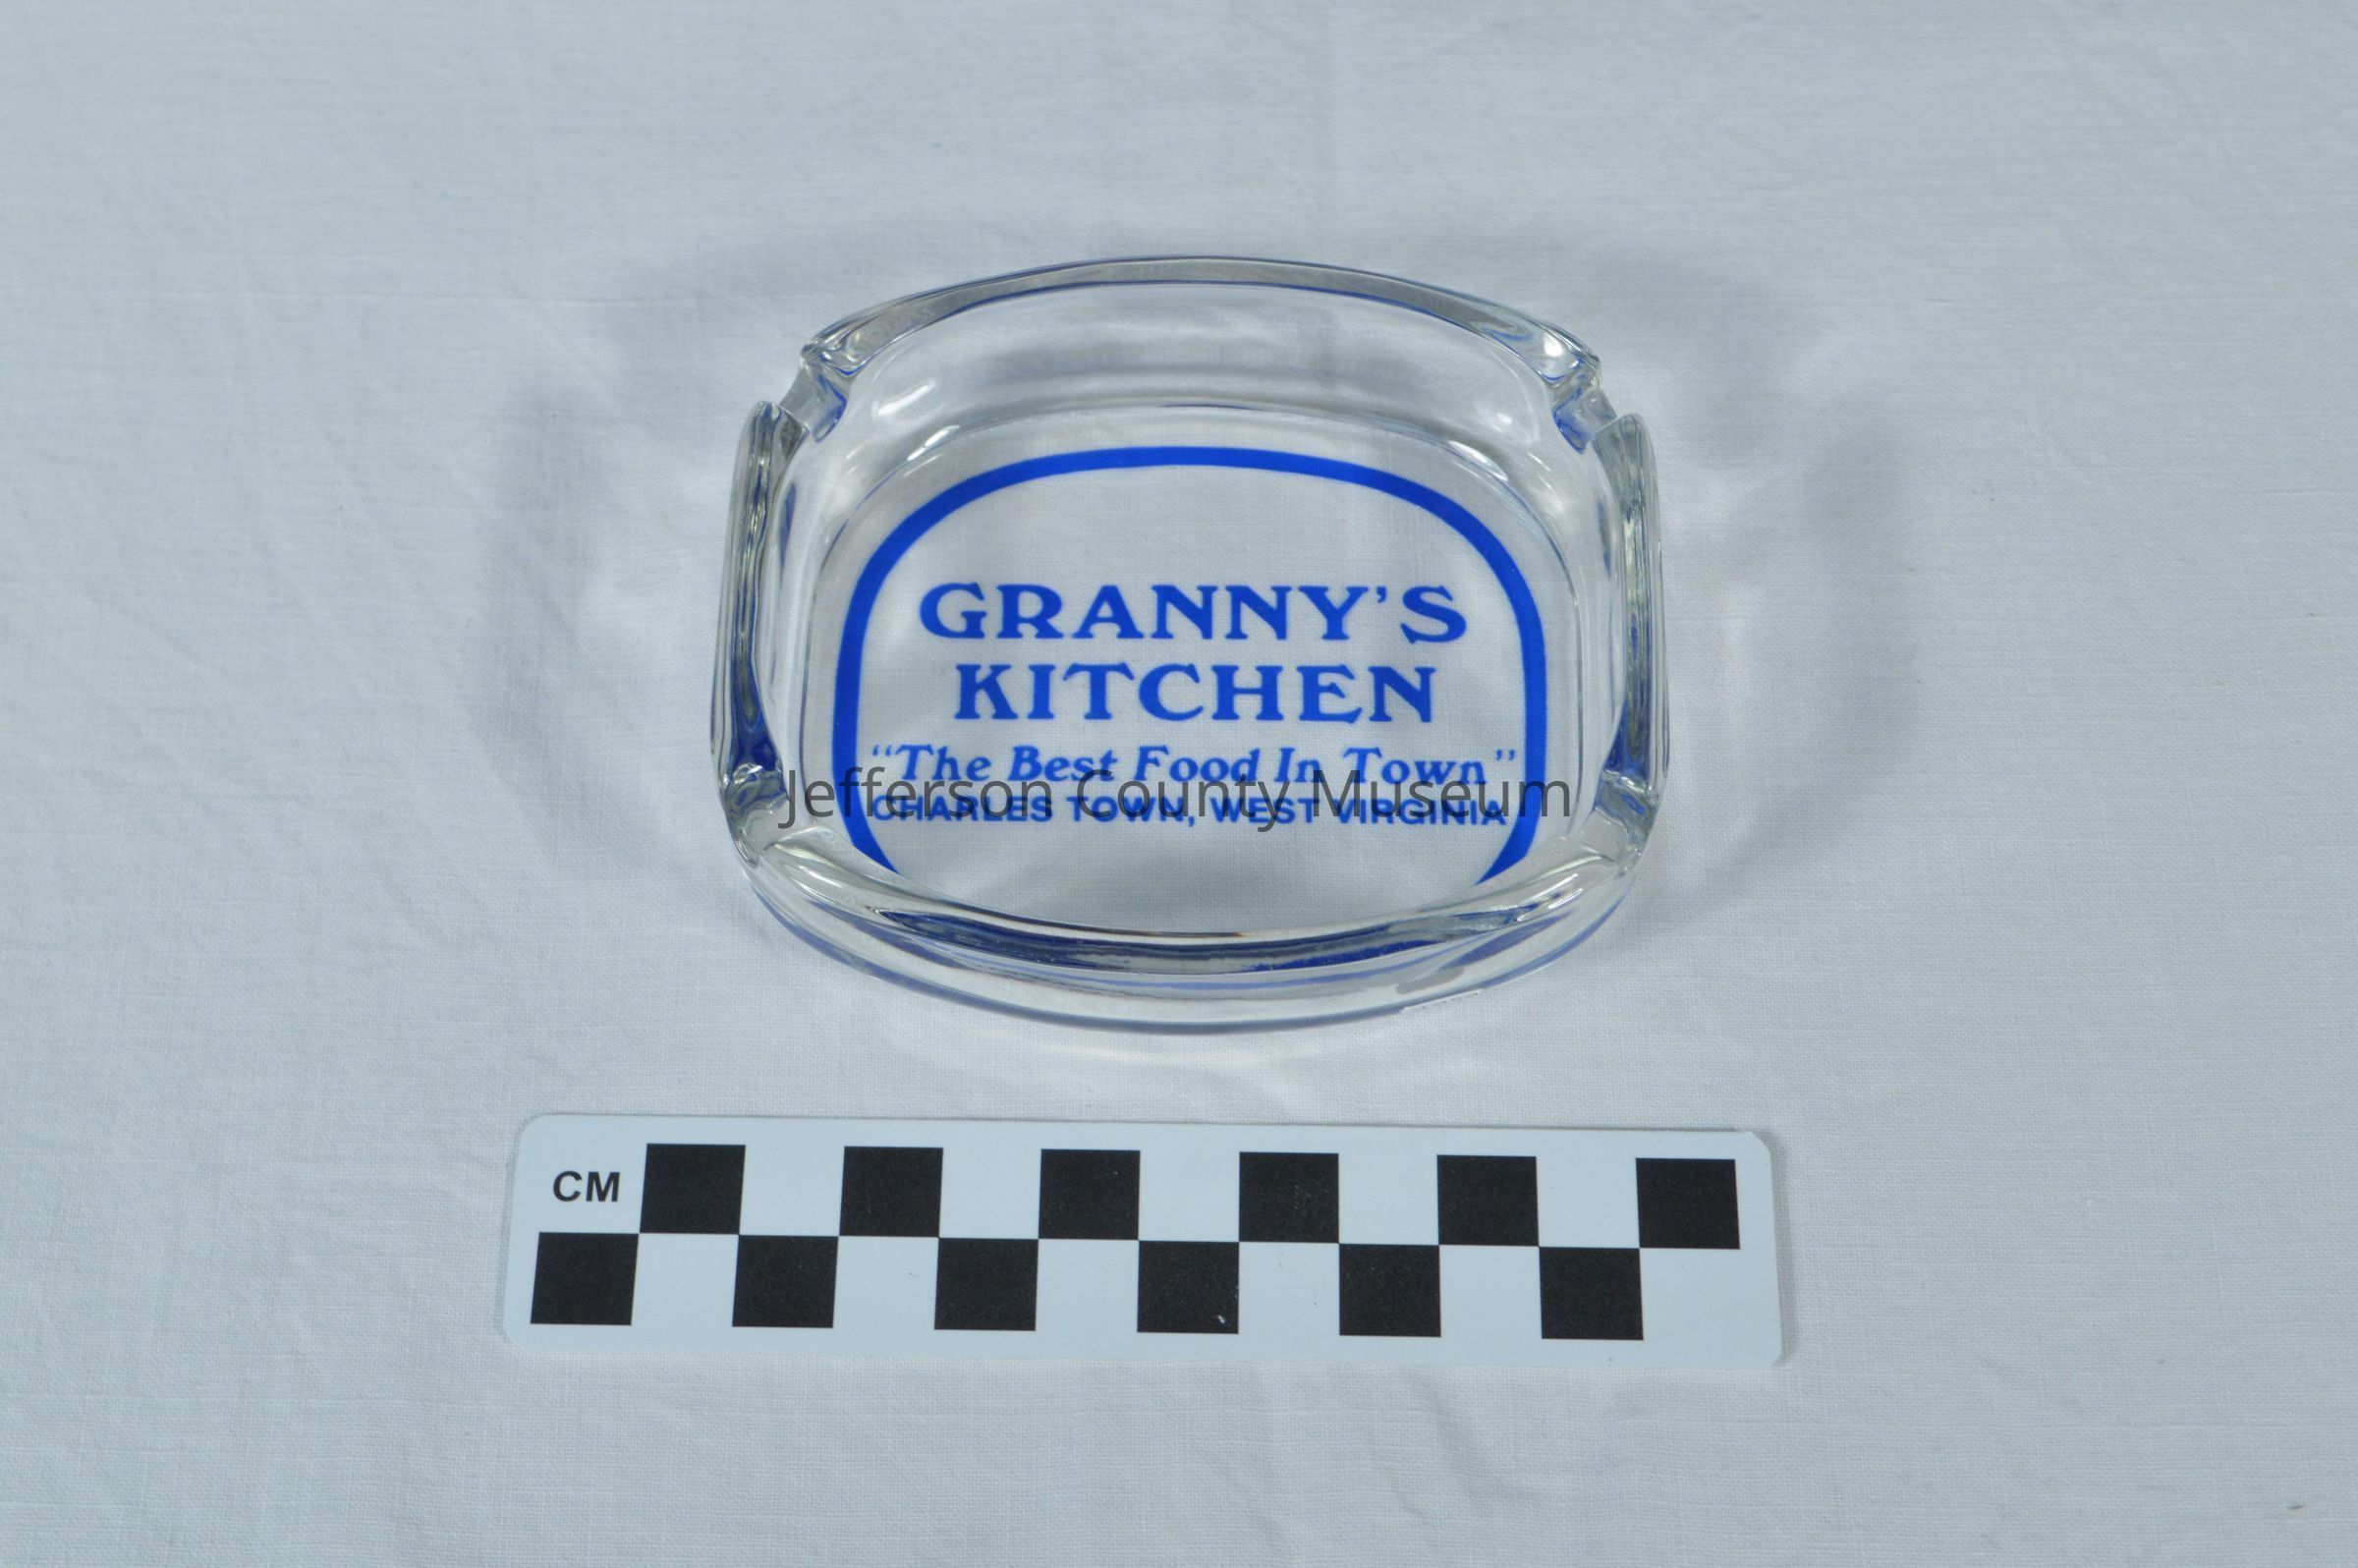 GRANNY'S
KITCHEN
“The Best Food In Town”
Jefferson County Museum
CHARLES TOWN, WEST VIRGINIA
CM